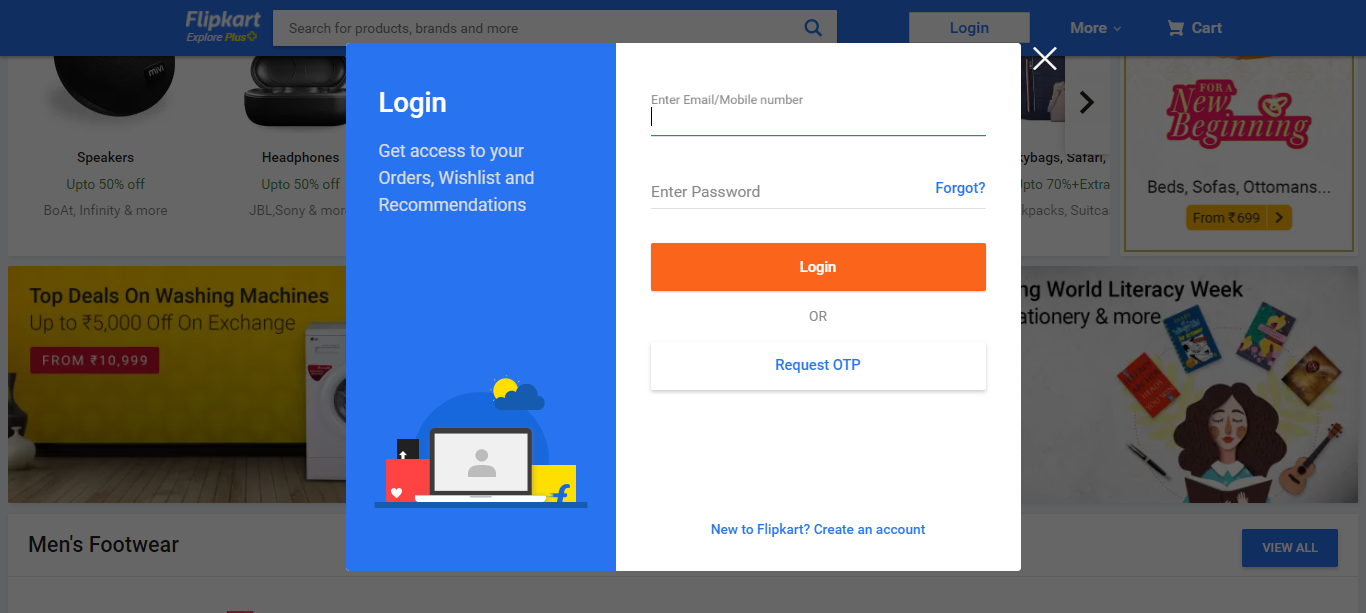 Flipkart
Explore Plus
Search for products, brands and more
Login
More
Cart
mivi
Speakers
Upto 50% off
BoAt, Infinity & more
Headphones
Upto 50% off
JBL,Sony & mor
Login
Get access to your
Orders, Wishlist and
Recommendations
Enter Email/Mobile number
Enter Password
Forgot?
Login
OR
Request OTP
New to Flipkart? Create an account
kybags, Safari,
pto 70%+Extra
kpacks, Suitca
FOR A
New
Beginning
Beds, Sofas, Ottomans...
From ₹699
Top Deals On Washing Machines
Up to ₹5,000 Off On Exchange
FROM ₹10,999
ng World Literacy Week
ationery & more
Men's Footwear
VIEW ALL